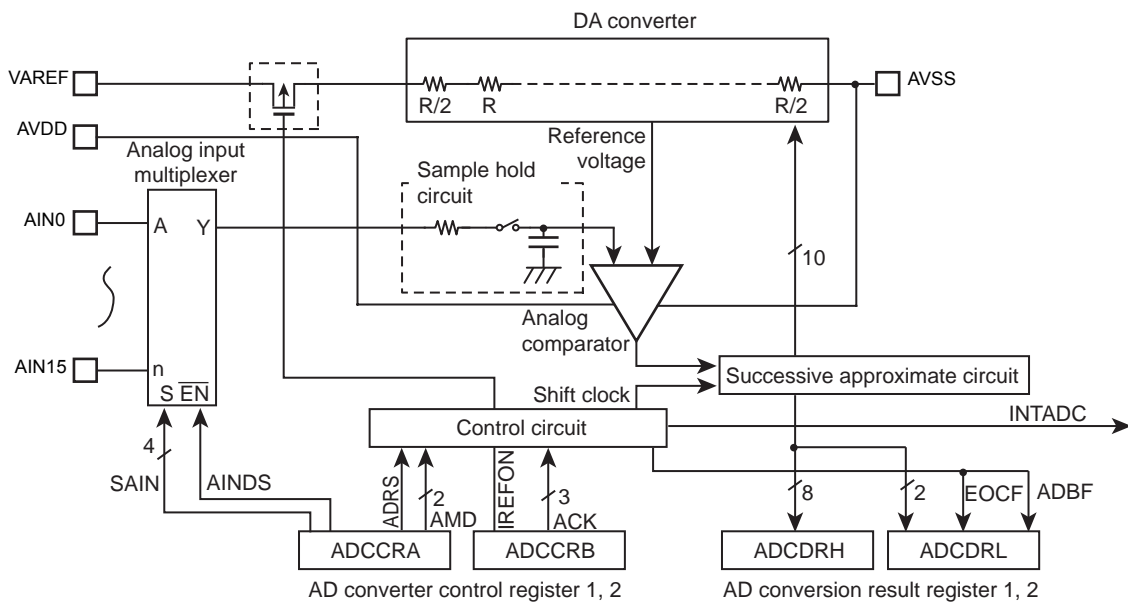 DA converter
VAREF
AVSS
R/2
R
R/2
AVDD
Analog input
multiplexer
Reference
voltage
Sample hold
circuit
AIN0
A
Y
10
Analog
comparator
AIN15
n
S EN
Successive approximate circuit
Shift clock
INTADC
Control circuit
4
SAIN
AINDS
ADRS
2
AMD
IREFON
3
ACK
8
2
EOCF
ADBF
ADCCRA
ADCCRB
ADCDRH
ADCDRL
AD converter control register 1, 2
AD conversion result register 1, 2